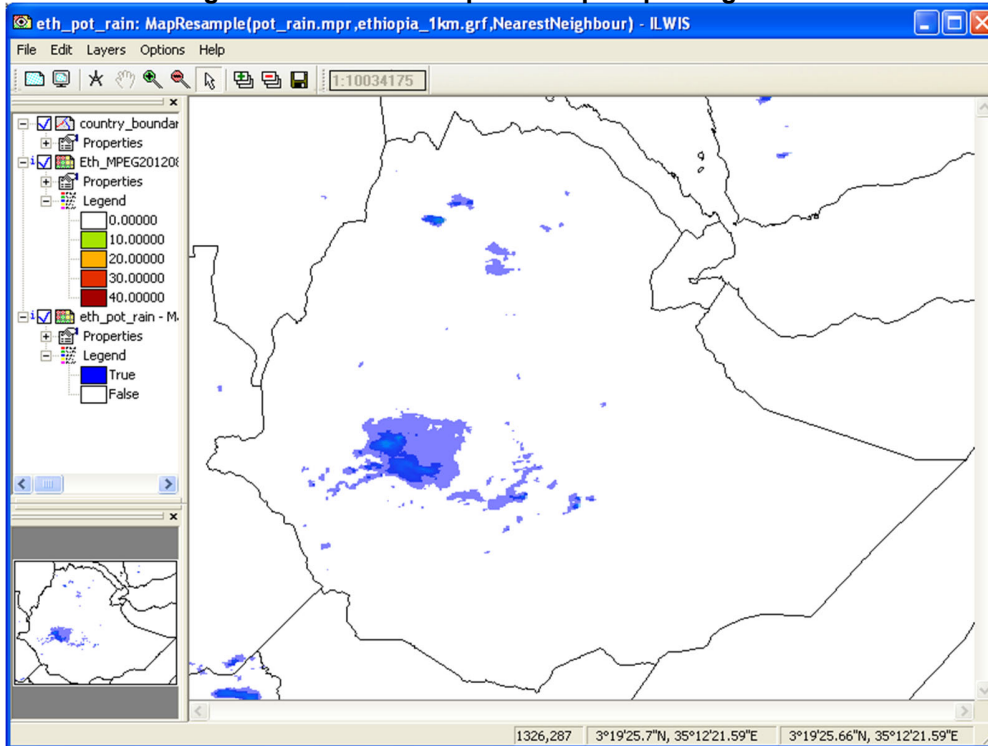 eth_pot_rain: MapResample(pot_rain.mpr,ethiopia_1km.grf,NearestNeighbour) - ILWIS
File Edit Layers Options Help
1:10034175
country_boundar
Properties
Eth_MPEG201208
Properties
Legend
0.00000
10.00000
20.00000
30.00000
40.00000
eth_pot_rain - M
Properties
Legend
True
False
1326,287 3°19'25.7"N, 35°12'21.59"E 3°19'25.66"N, 35°12'21.59"E